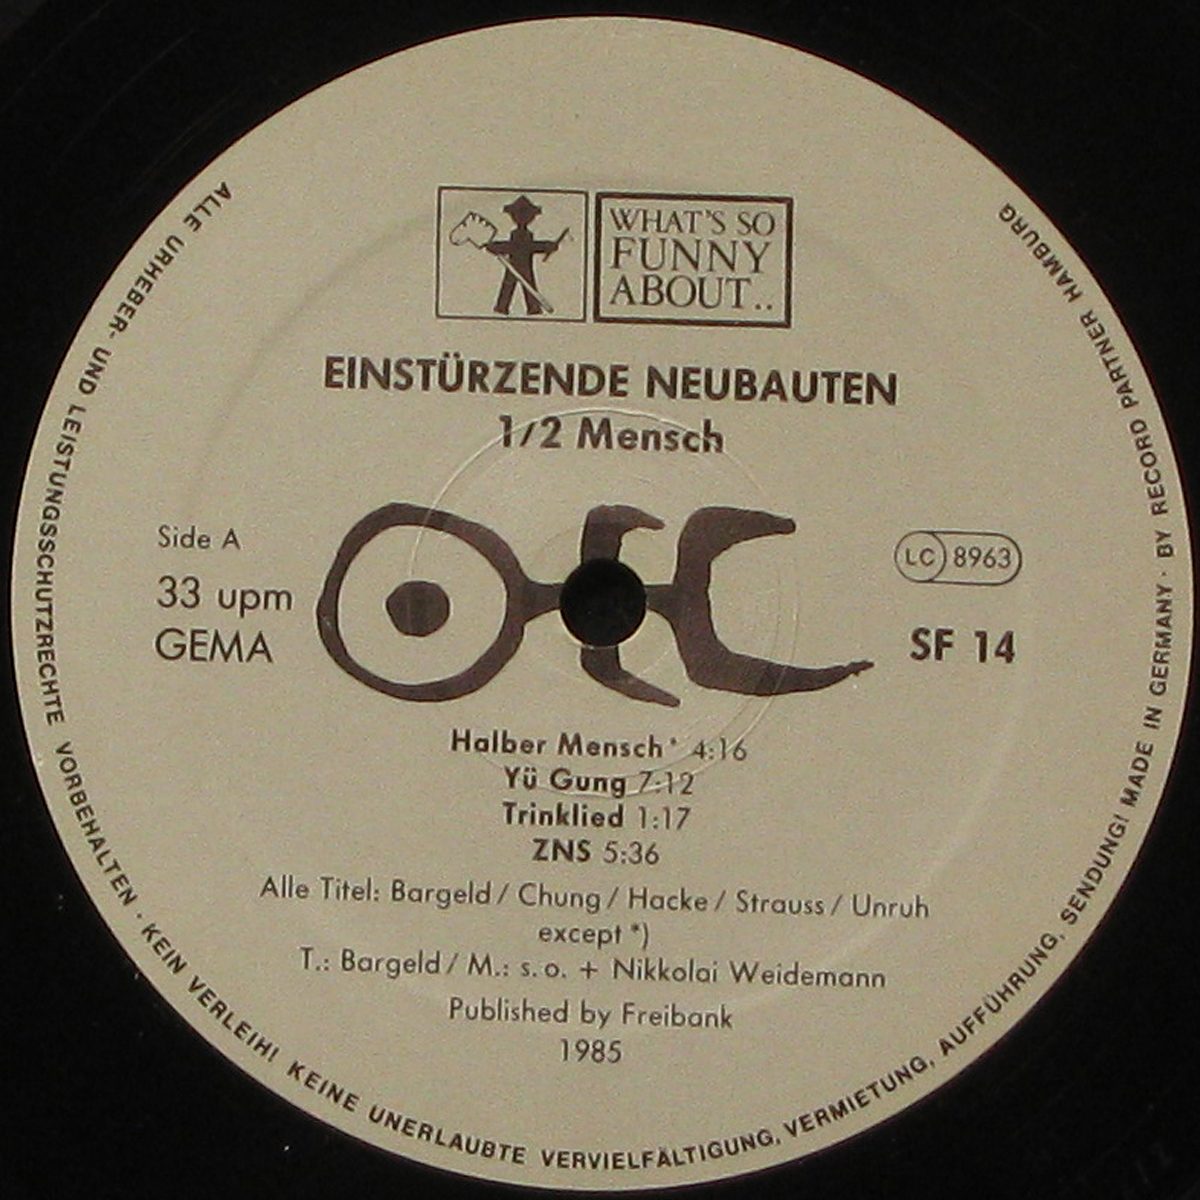 WHAT'S SO
FUNNY
ABOUT..
EINSTÜRZENDE NEUBAUTEN
1/2 Mensch
Side A
33 upm
GEMA
LC 8963
SF 14
Halber Mensch* 4:16
Yü Gung 7:12
Trinklied 1:17
ZNS 5:36
Alle Titel: Bargeld / Chung / Hacke / Strauss / Unruh
except *)
T.: Bargeld / M.: s.o. + Nikkolai Weidemann
Published by Freibank
1985
ALLE URHEBER- UND LEISTUNGSSCHUTZRECHTE VORBEHALTEN · KEIN VERLEIH! KEINE UNERLAUBTE VERVIELFÄLTIGUNG, VERMIETUNG, AUFFÜHRUNG, SENDUNG! MADE IN GERMANY · BY RECORD PARTNER HAMBURG